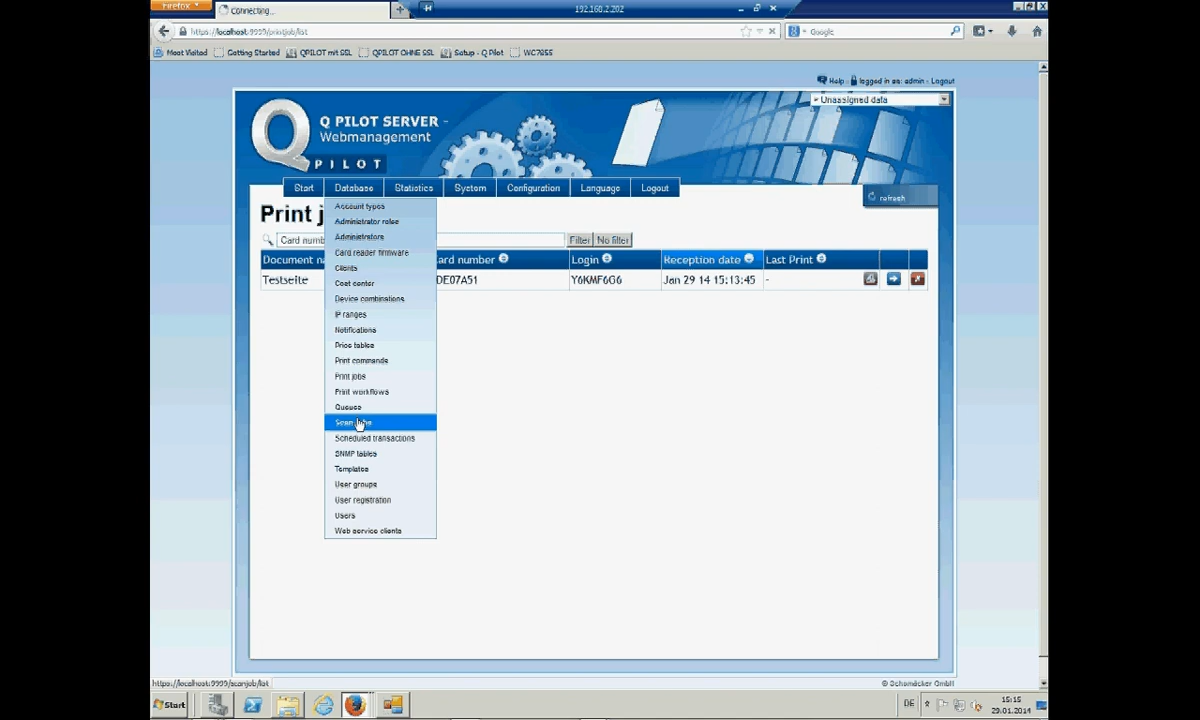 Firefox
Connecting...
192.168.2.202
https://localhost:9999/printjob/list
Google
Most Visited Getting Started QPILOT mit SSL QPILOT OHNE SSL Setup - Q Pilot WC7655
Help logged in as: admin - Logout
Unassigned data
Q PILOT SERVER -
Webmanagement
PILOT
Start Database Statistics System Configuration Language Logout
refresh
Print j
Card numb
Filter No filter
Document na ard number Login Reception date Last Print
Testseite DE07A51 Y6KMF6G6 Jan 29 14 15:13:45 -
Account types
Administrator roles
Administrators
Card reader firmware
Clients
Cost center
Device combinations
IP ranges
Notifications
Price tables
Print commands
Print jobs
Print workflows
Queues
Scan jobs
Scheduled transactions
SNMP tables
Templates
User groups
User registration
Users
Web service clients
https://localhost:9999/scanjob/list
© Schomäcker GmbH
Start
DE
15:15
29.01.2014